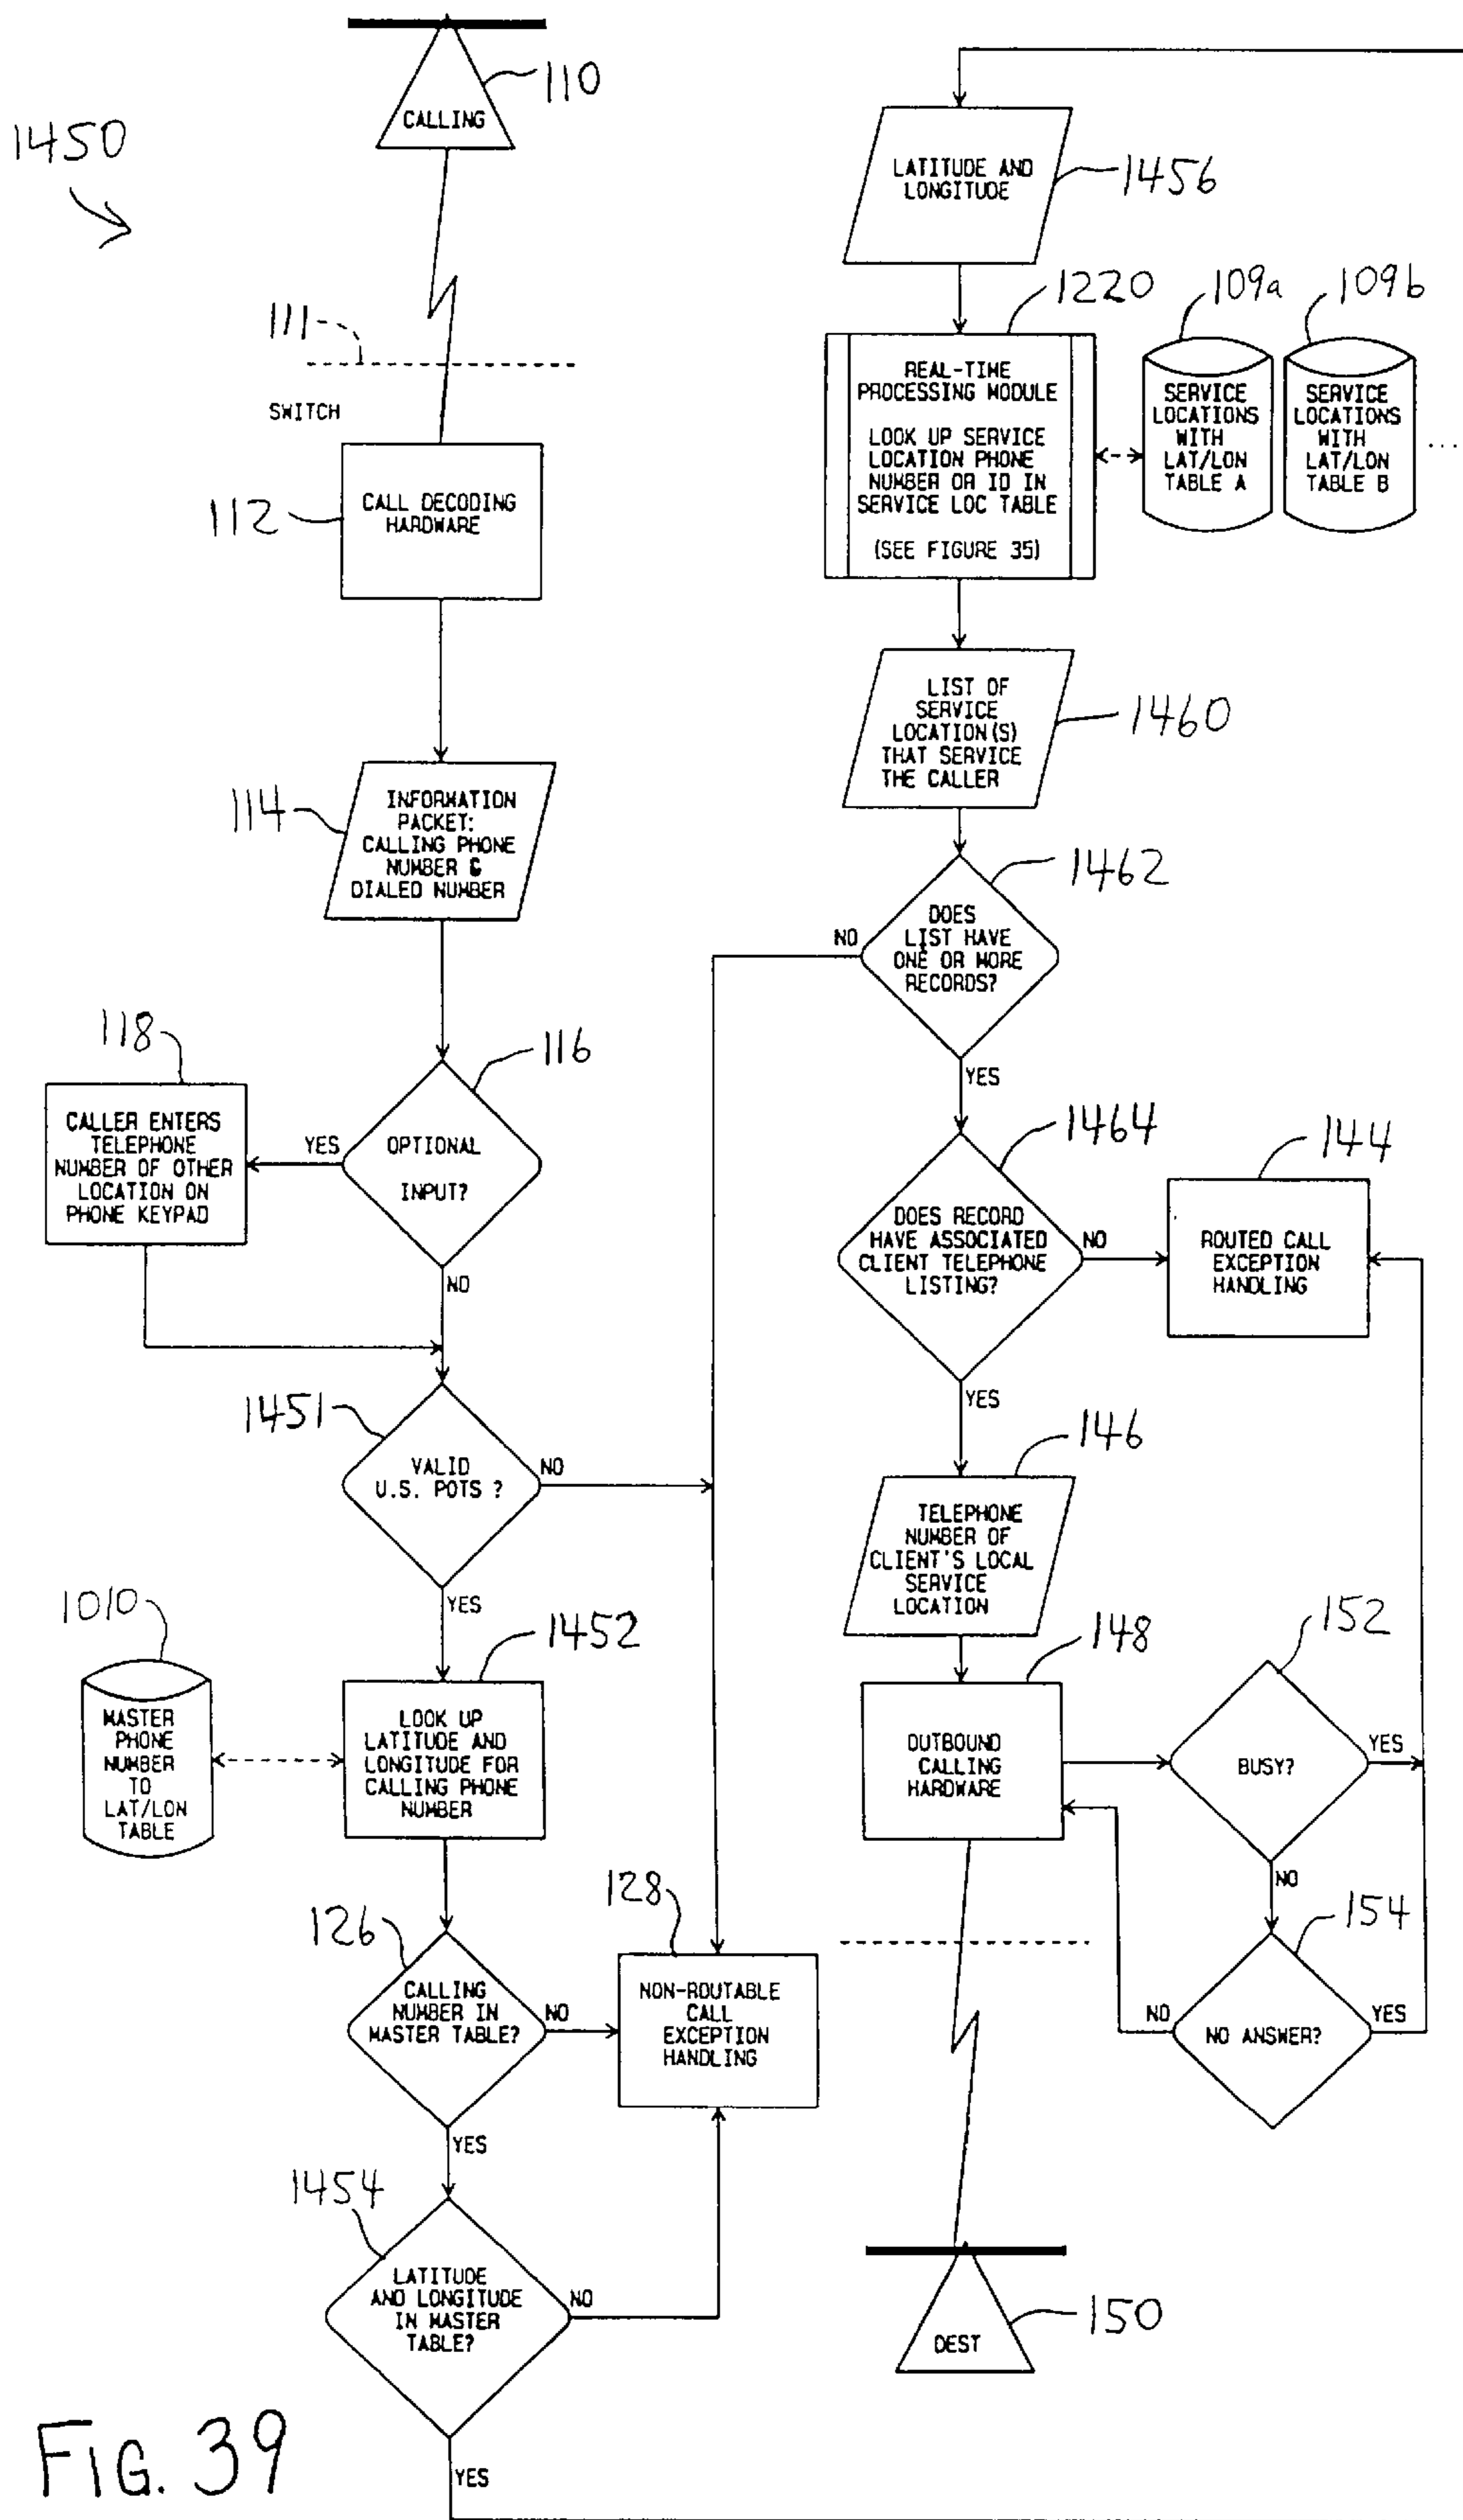 1450
CALLING
110
111
SWITCH
CALL DECODING
HARDWARE
112
114
INFORMATION
PACKET:
CALLING PHONE
NUMBER &
DIALED NUMBER
118
CALLER ENTERS
TELEPHONE
NUMBER OF OTHER
LOCATION ON
PHONE KEYPAD
YES
116
OPTIONAL
INPUT?
NO
1451
VALID
U.S. POTS ?
NO
YES
1010
MASTER
PHONE
NUMBER
TO
LAT/LON
TABLE
1452
LOOK UP
LATITUDE AND
LONGITUDE FOR
CALLING PHONE
NUMBER
126
CALLING
NUMBER IN
MASTER TABLE?
NO
YES
128
NON-ROUTABLE
CALL
EXCEPTION
HANDLING
1454
LATITUDE
AND LONGITUDE
IN MASTER
TABLE?
NO
YES
LATITUDE AND
LONGITUDE
1456
1220
REAL-TIME
PROCESSING MODULE
LOOK UP SERVICE
LOCATION PHONE
NUMBER OR ID IN
SERVICE LOC TABLE
(SEE FIGURE 35)
109a
SERVICE
LOCATIONS
WITH
LAT/LON
TABLE A
109b
SERVICE
LOCATIONS
WITH
LAT/LON
TABLE B
...
LIST OF
SERVICE
LOCATION(S)
THAT SERVICE
THE CALLER
1460
1462
DOES
LIST HAVE
ONE OR MORE
RECORDS?
NO
YES
1464
DOES RECORD
HAVE ASSOCIATED
CLIENT TELEPHONE
LISTING?
NO
YES
144
ROUTED CALL
EXCEPTION
HANDLING
146
TELEPHONE
NUMBER OF
CLIENT'S LOCAL
SERVICE
LOCATION
148
OUTBOUND
CALLING
HARDWARE
152
BUSY?
YES
NO
154
NO ANSWER?
NO
YES
DEST
150
FIG. 39